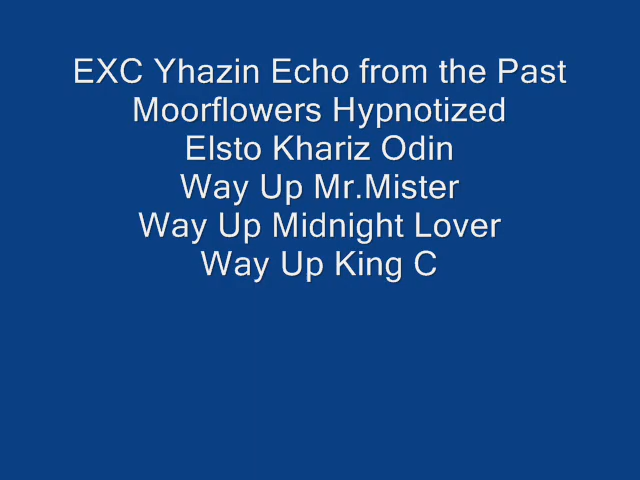 EXC Yhazin Echo from the Past
Moorflowers Hypnotized
Elsto Khariz Odin
Way Up Mr.Mister
Way Up Midnight Lover
Way Up King C